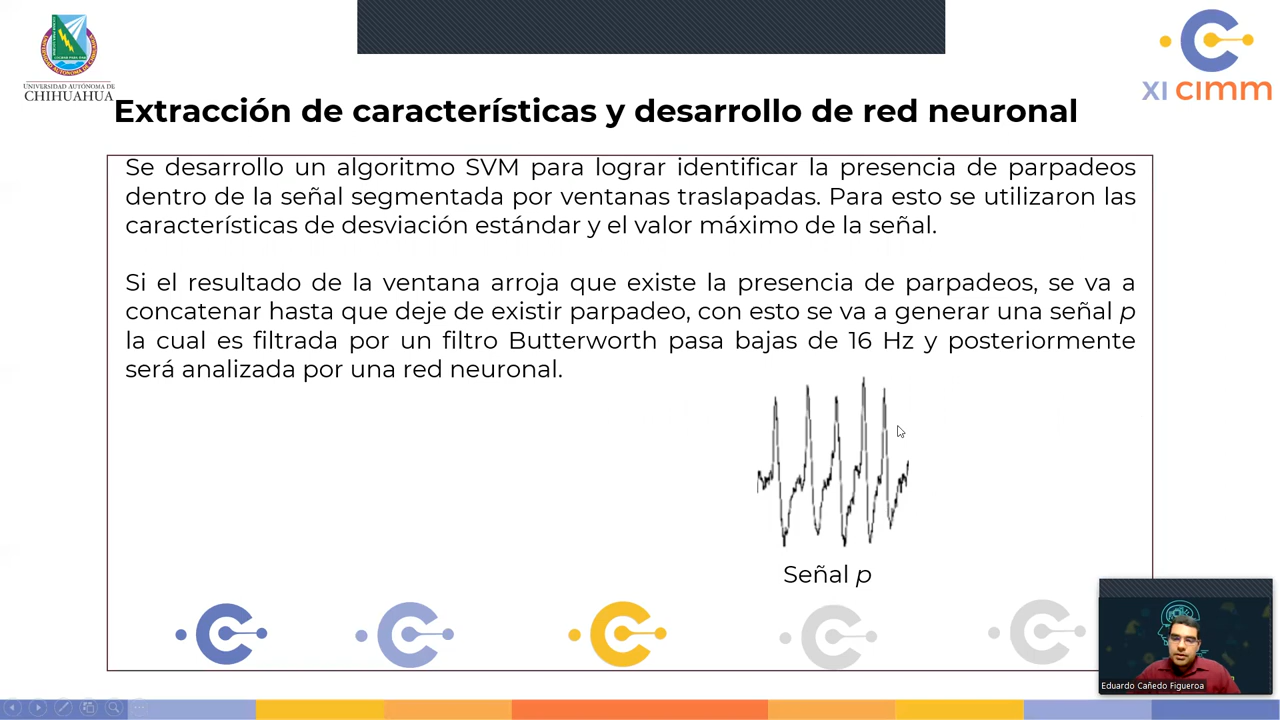 UNIVERSIDAD AUTÓNOMA DE
CHIHUAHUA
XI CIMM
Extracción de características y desarrollo de red neuronal
Se desarrollo un algoritmo SVM para lograr identificar la presencia de parpadeos
dentro de la señal segmentada por ventanas traslapadas. Para esto se utilizaron las
características de desviación estándar y el valor máximo de la señal.
Si el resultado de la ventana arroja que existe la presencia de parpadeos, se va a
concatenar hasta que deje de existir parpadeo, con esto se va a generar una señal p
la cual es filtrada por un filtro Butterworth pasa bajas de 16 Hz y posteriormente
será analizada por una red neuronal.
Señal p
Eduardo Cañedo Figueroa